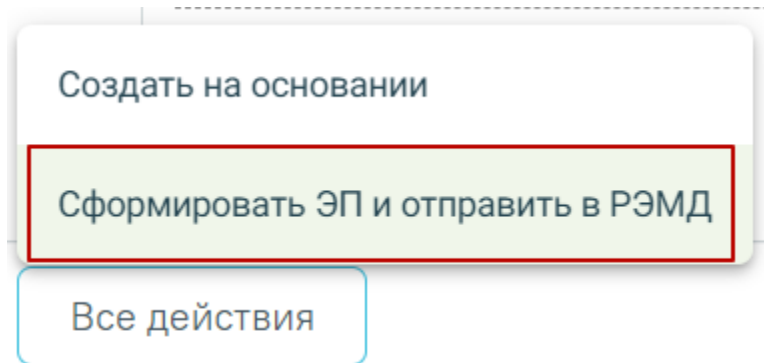 Создать на основании
Сформировать ЭП и отправить в РЭМД
Все действия